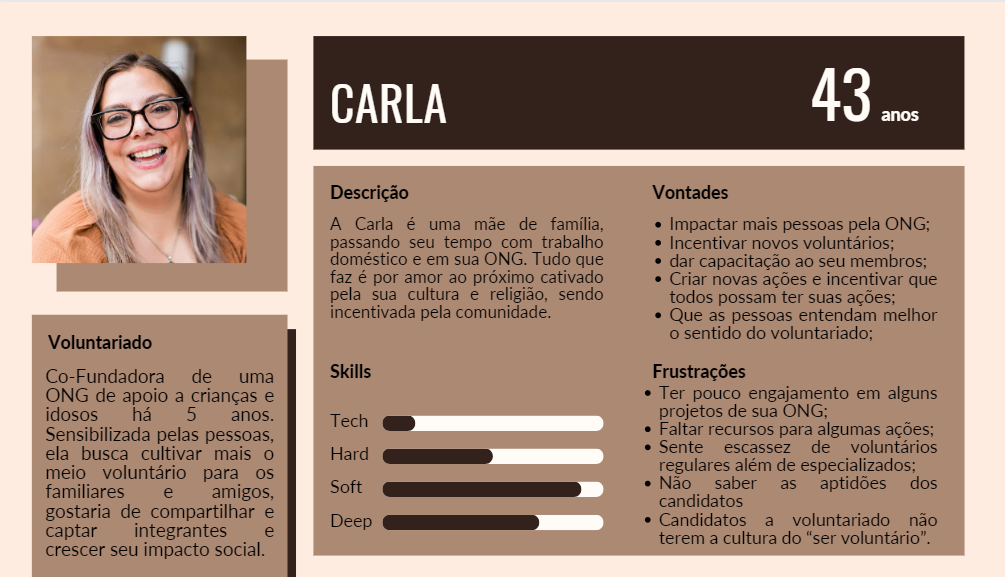 CARLA
43 anos
Descrição
A Carla é uma mãe de família,
passando seu tempo com trabalho
doméstico e em sua ONG. Tudo que
faz é por amor ao próximo cativado
pela sua cultura e religião, sendo
incentivada pela comunidade.
Vontades
• Impactar mais pessoas pela ONG;
• Incentivar novos voluntários;
• dar capacitação ao seu membros;
• Criar novas ações e incentivar que
todos possam ter suas ações;
• Que as pessoas entendam melhor
o sentido do voluntariado;
Voluntariado
Co-Fundadora de uma
ONG de apoio a crianças e
idosos há 5 anos.
Sensibilizada pelas pessoas,
ela busca cultivar mais o
meio voluntário para os
familiares e amigos,
gostaria de compartilhar e
captar integrantes e
crescer seu impacto social.
Skills
Tech
Hard
Soft
Deep
Frustrações
• Ter pouco engajamento em alguns
projetos de sua ONG;
• Faltar recursos para algumas ações;
• Sente escassez de voluntários
regulares além de especializados;
• Não saber as aptidões dos
candidatos
• Candidatos a voluntariado não
terem a cultura do “ser voluntário”.